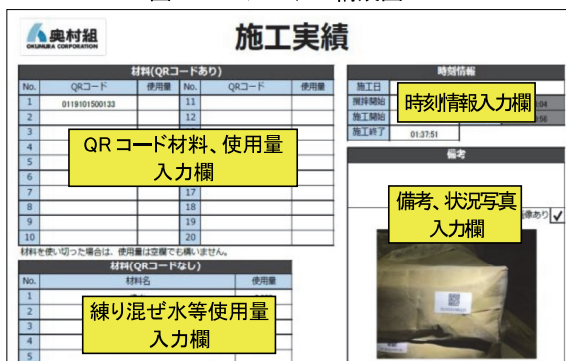 奥村組
OKUMURA CORPORATION
施工実績
材料(QRコードあり)
No. QRコード 使用量 No. QRコード 使用量
1 0119101500133 11
2 12
3
4
5
6
7 17
8 18
9 19
10 20
QRコード材料、使用量
入力欄
材料を使い切った場合は、使用量は空欄でも構いません。
材料(QRコードなし)
No. 材料名 使用量
1
2
3
4
5
練り混ぜ水等使用量
入力欄
時刻情報
施工日
攪拌開始
施工開始
施工終了 01:37:51
時刻情報入力欄
備考
備考、状況写真
入力欄
像あり